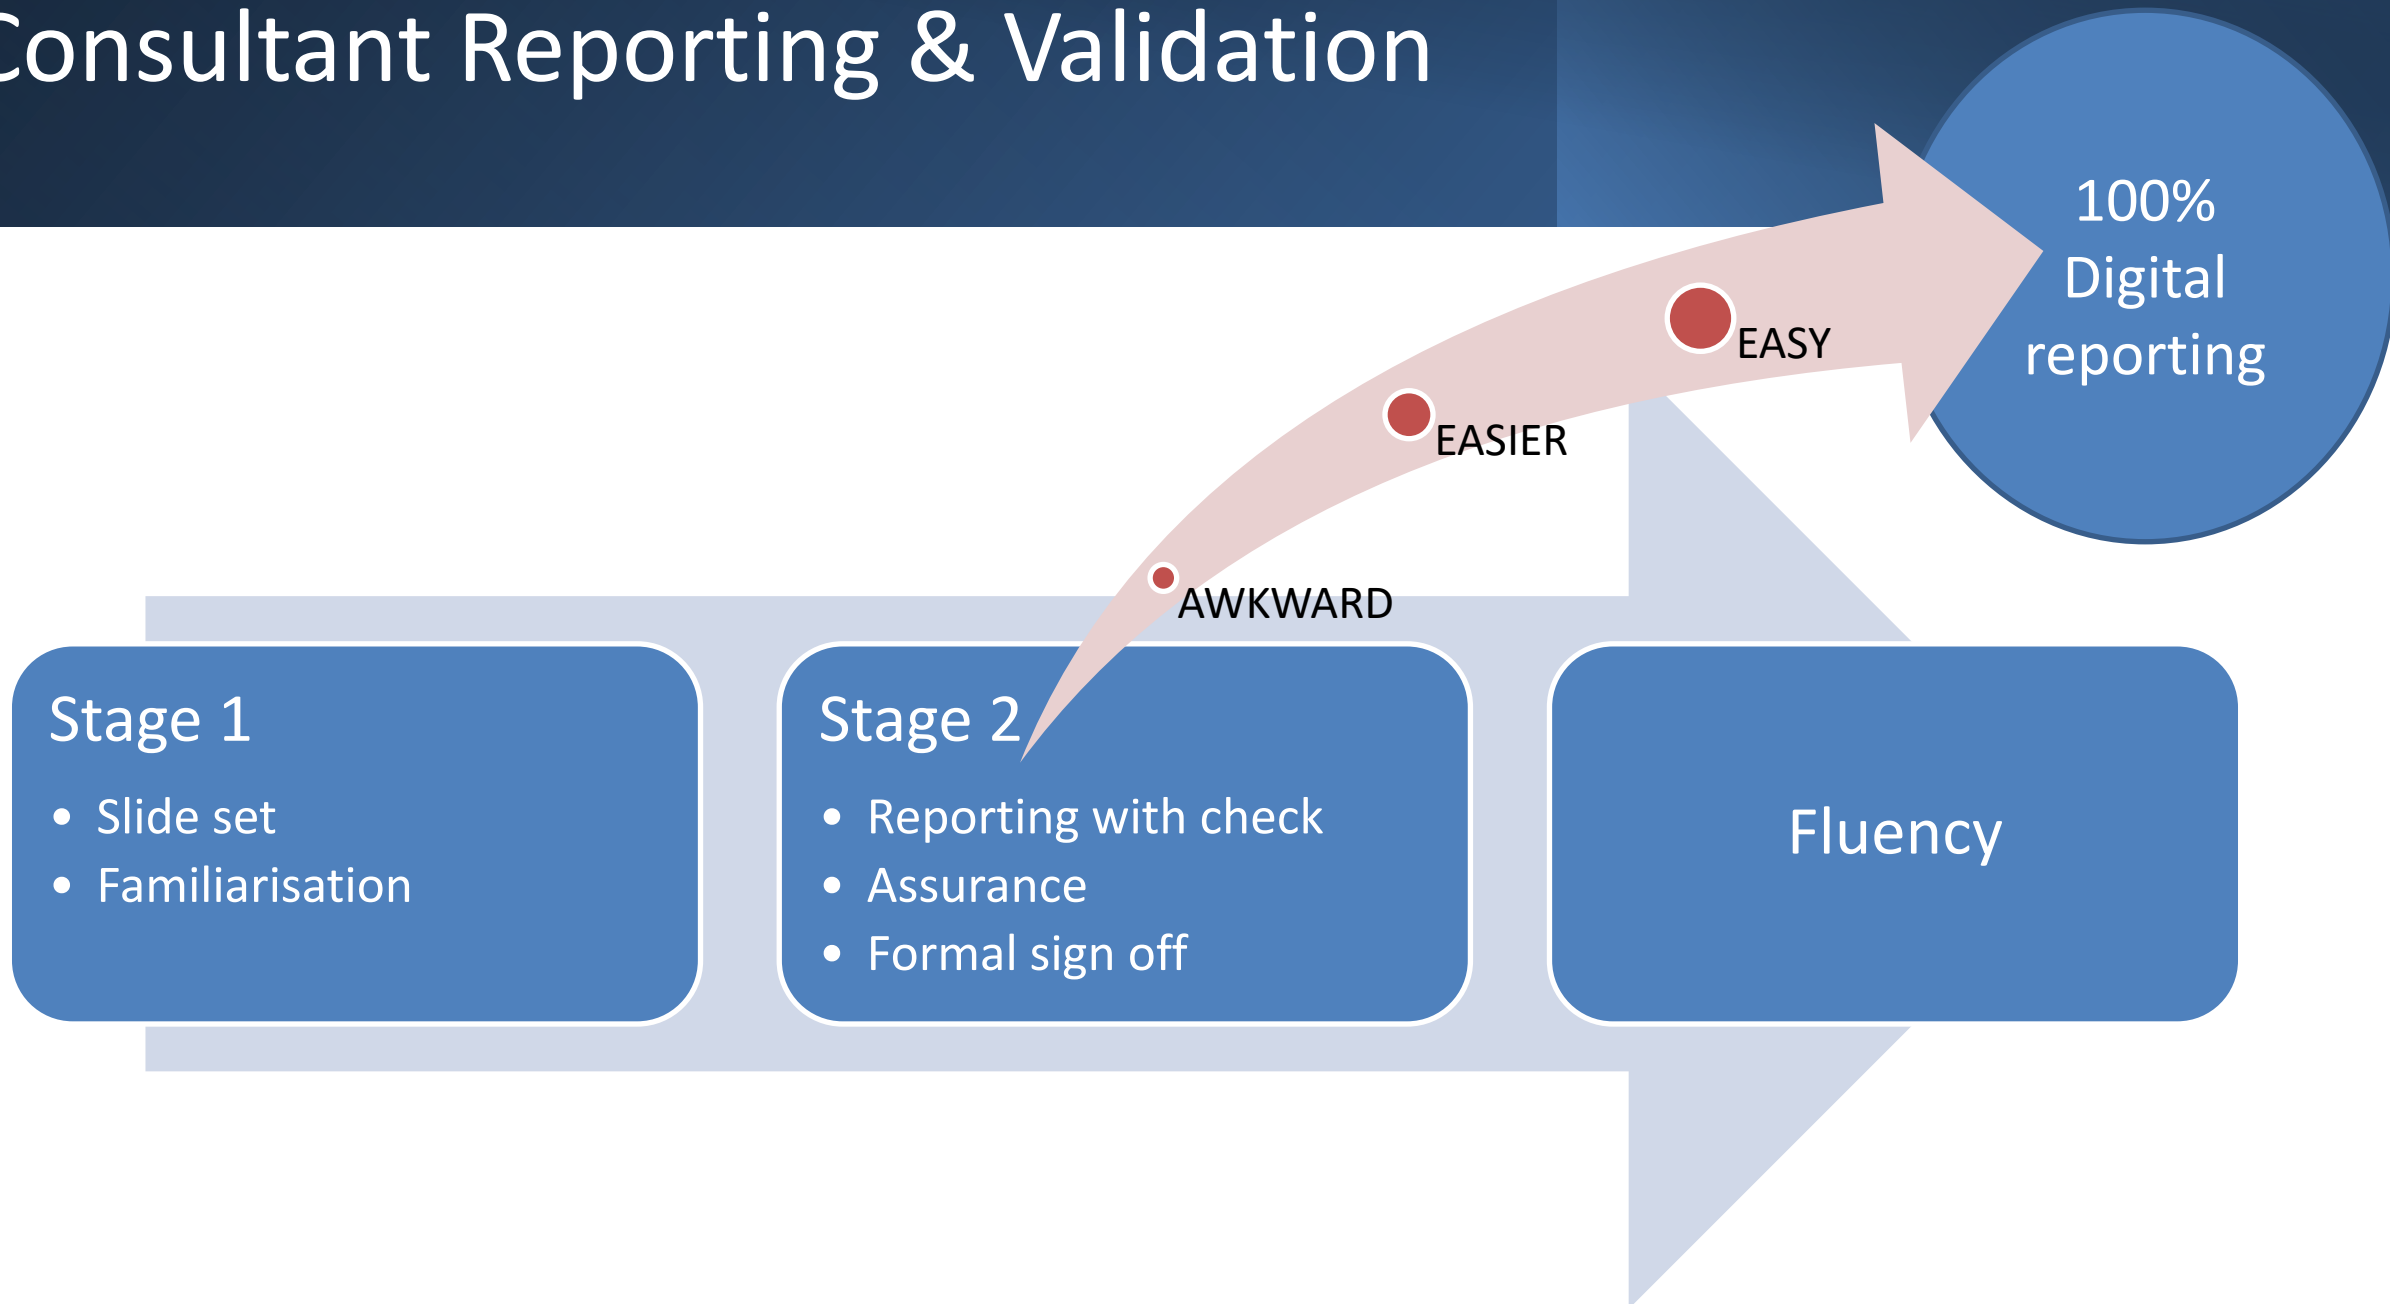 Consultant Reporting & Validation
100%
Digital
reporting
EASY
EASIER
AWKWARD
Stage 1
• Slide set
• Familiarisation
Stage 2
• Reporting with check
• Assurance
• Formal sign off
Fluency